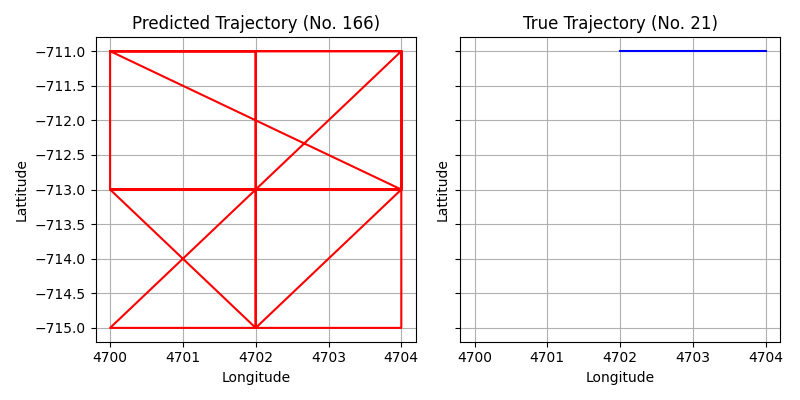 Predicted Trajectory (No. 166)
True Trajectory (No. 21)
−711.0
−711.5
−712.0
−712.5
−713.0
−713.5
−714.0
−714.5
−715.0
Lattitude
Lattitude
4700 4701 4702 4703 4704
4700 4701 4702 4703 4704
Longitude
Longitude